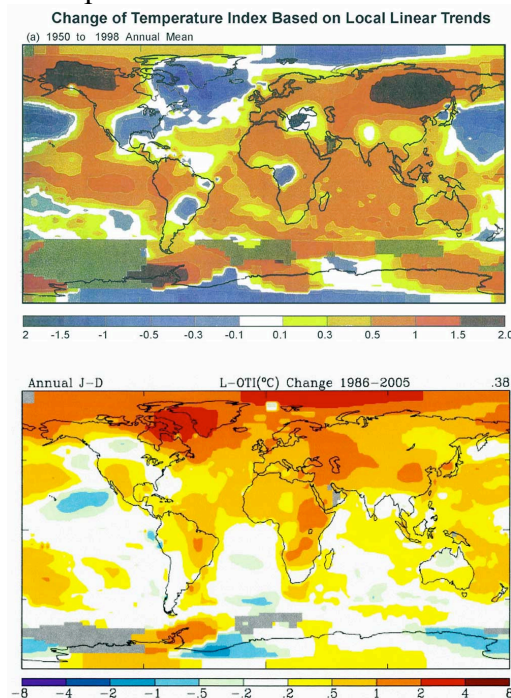 Change of Temperature Index Based on Local Linear Trends
(a) 1950 to 1998 Annual Mean
2 -1.5 -1 -0.5 -0.3 -0.1 0.1 0.3 0.5 1 1.5 2.0
Annual J-D L-OTI(°C) Change 1986-2005 .38
-8 -4 -2 -1 -.5 -.2 .2 .5 1 2 4 8